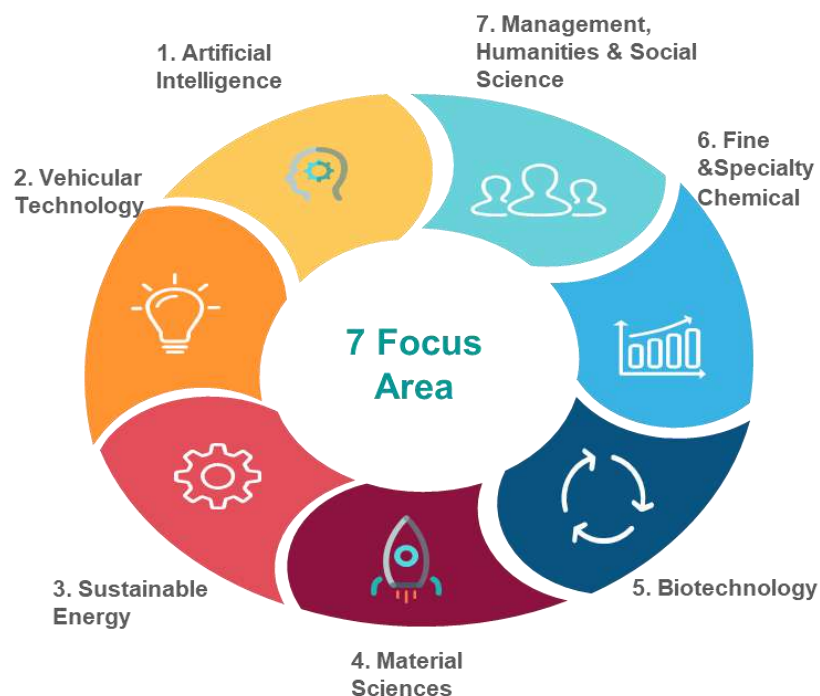 1. Artificial
Intelligence
7. Management,
Humanities & Social
Science
2. Vehicular
Technology
6. Fine
&Specialty
Chemical
7 Focus
Area
3. Sustainable
Energy
5. Biotechnology
4. Material
Sciences